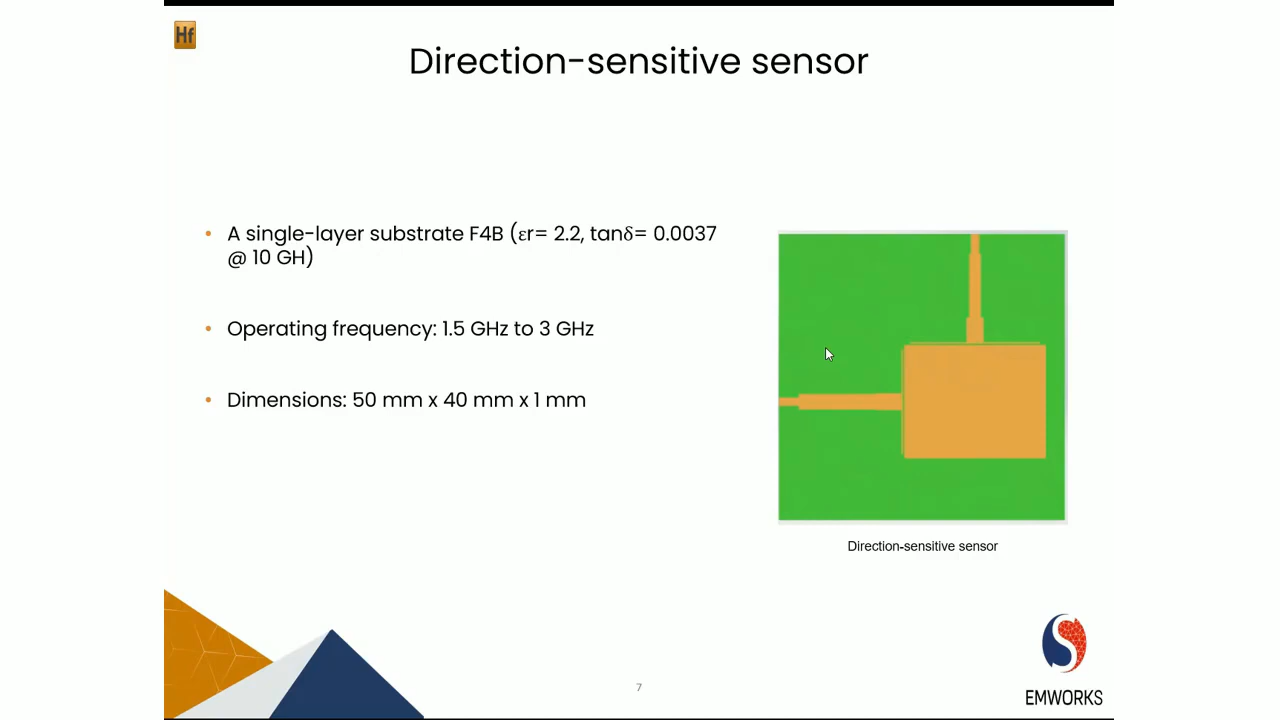 Hf
Direction-sensitive sensor
• A single-layer substrate F4B (εr= 2.2, tanδ= 0.0037
@ 10 GH)
• Operating frequency: 1.5 GHz to 3 GHz
• Dimensions: 50 mm x 40 mm x 1 mm
Direction-sensitive sensor
7
EMWORKS